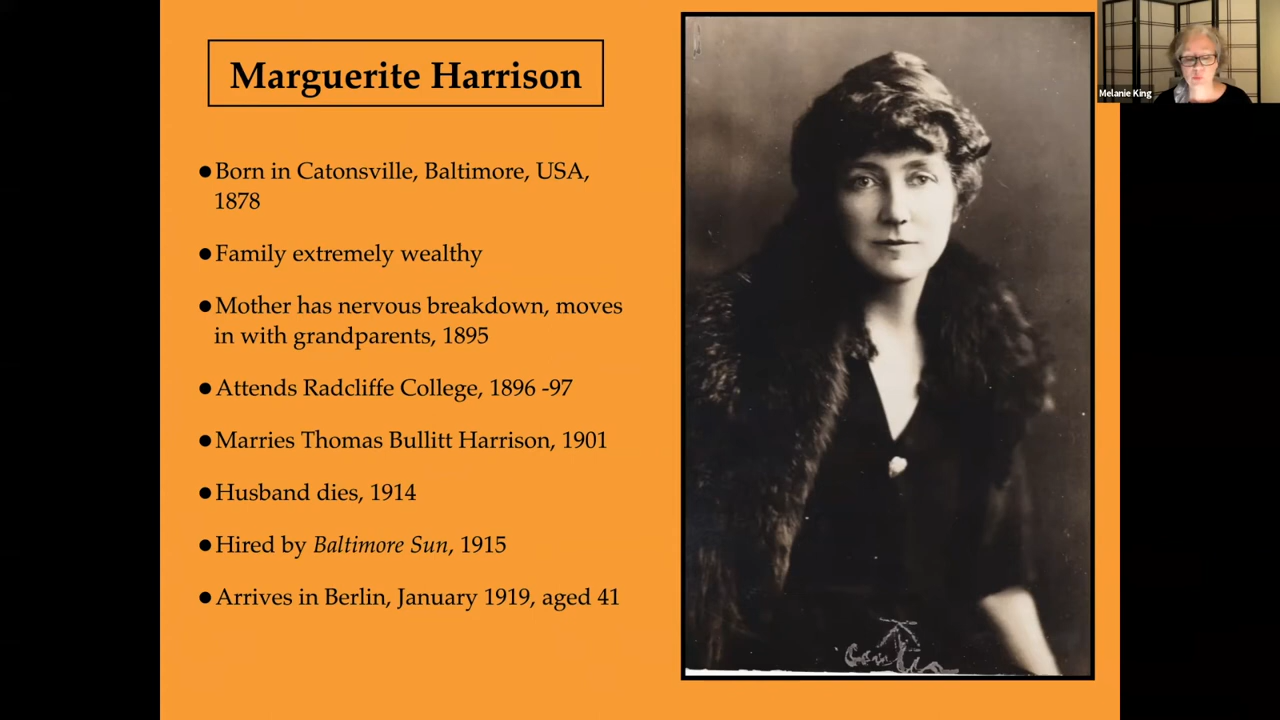 Marguerite Harrison
●Born in Catonsville, Baltimore, USA,
1878
●Family extremely wealthy
●Mother has nervous breakdown, moves
in with grandparents, 1895
●Attends Radcliffe College, 1896 -97
●Marries Thomas Bullitt Harrison, 1901
●Husband dies, 1914
●Hired by Baltimore Sun, 1915
●Arrives in Berlin, January 1919, aged 41
Melanie King